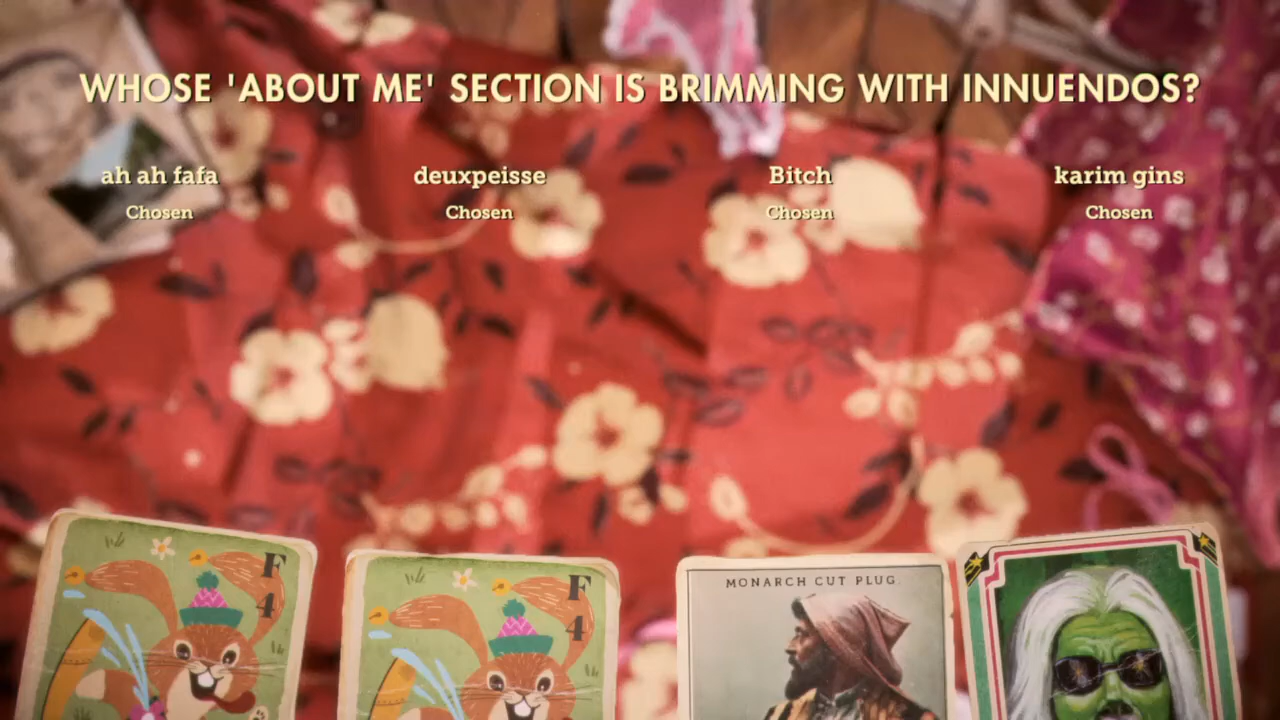 WHOSE 'ABOUT ME' SECTION IS BRIMMING WITH INNUENDOS?
ah ah fafa
deuxpeisse
Bitch
karim gins
Chosen
Chosen
Chosen
Chosen
F
4
F
4
MONARCH CUT PLUG.